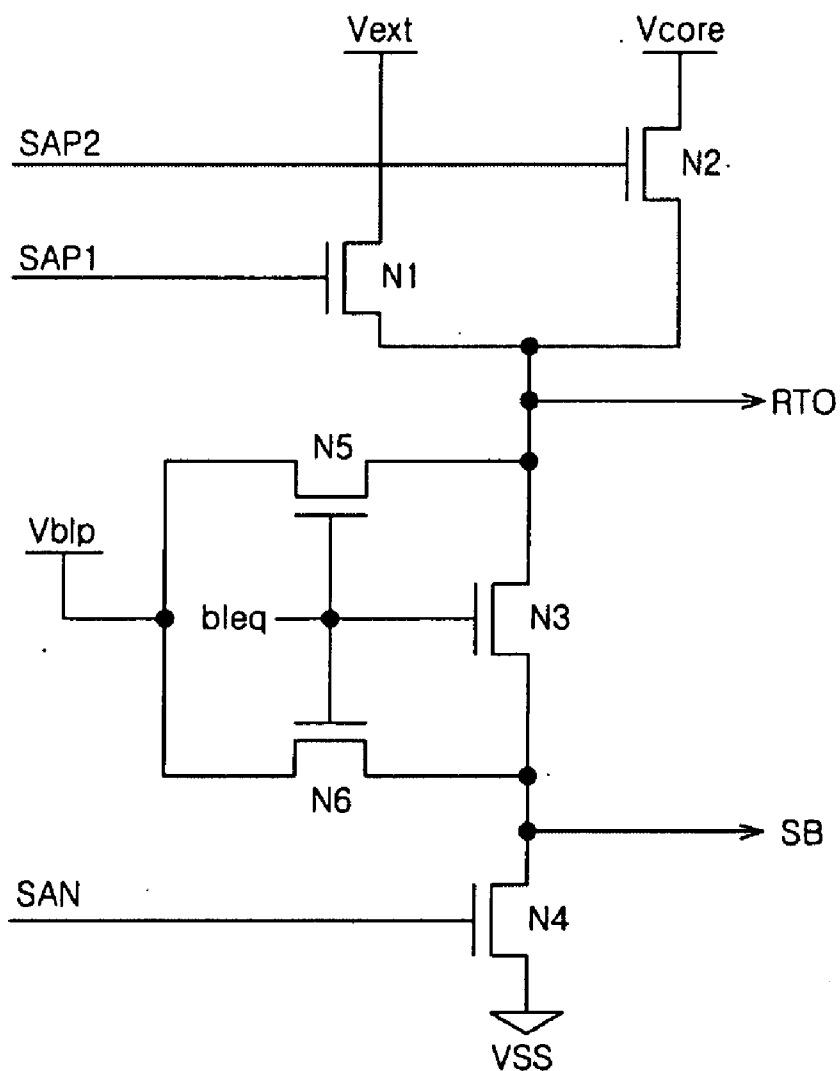 Vext
Vcore
SAP2
N2
SAP1
N1
RTO
N5
Vblp
bleq
N3
N6
SB
SAN
N4
VSS